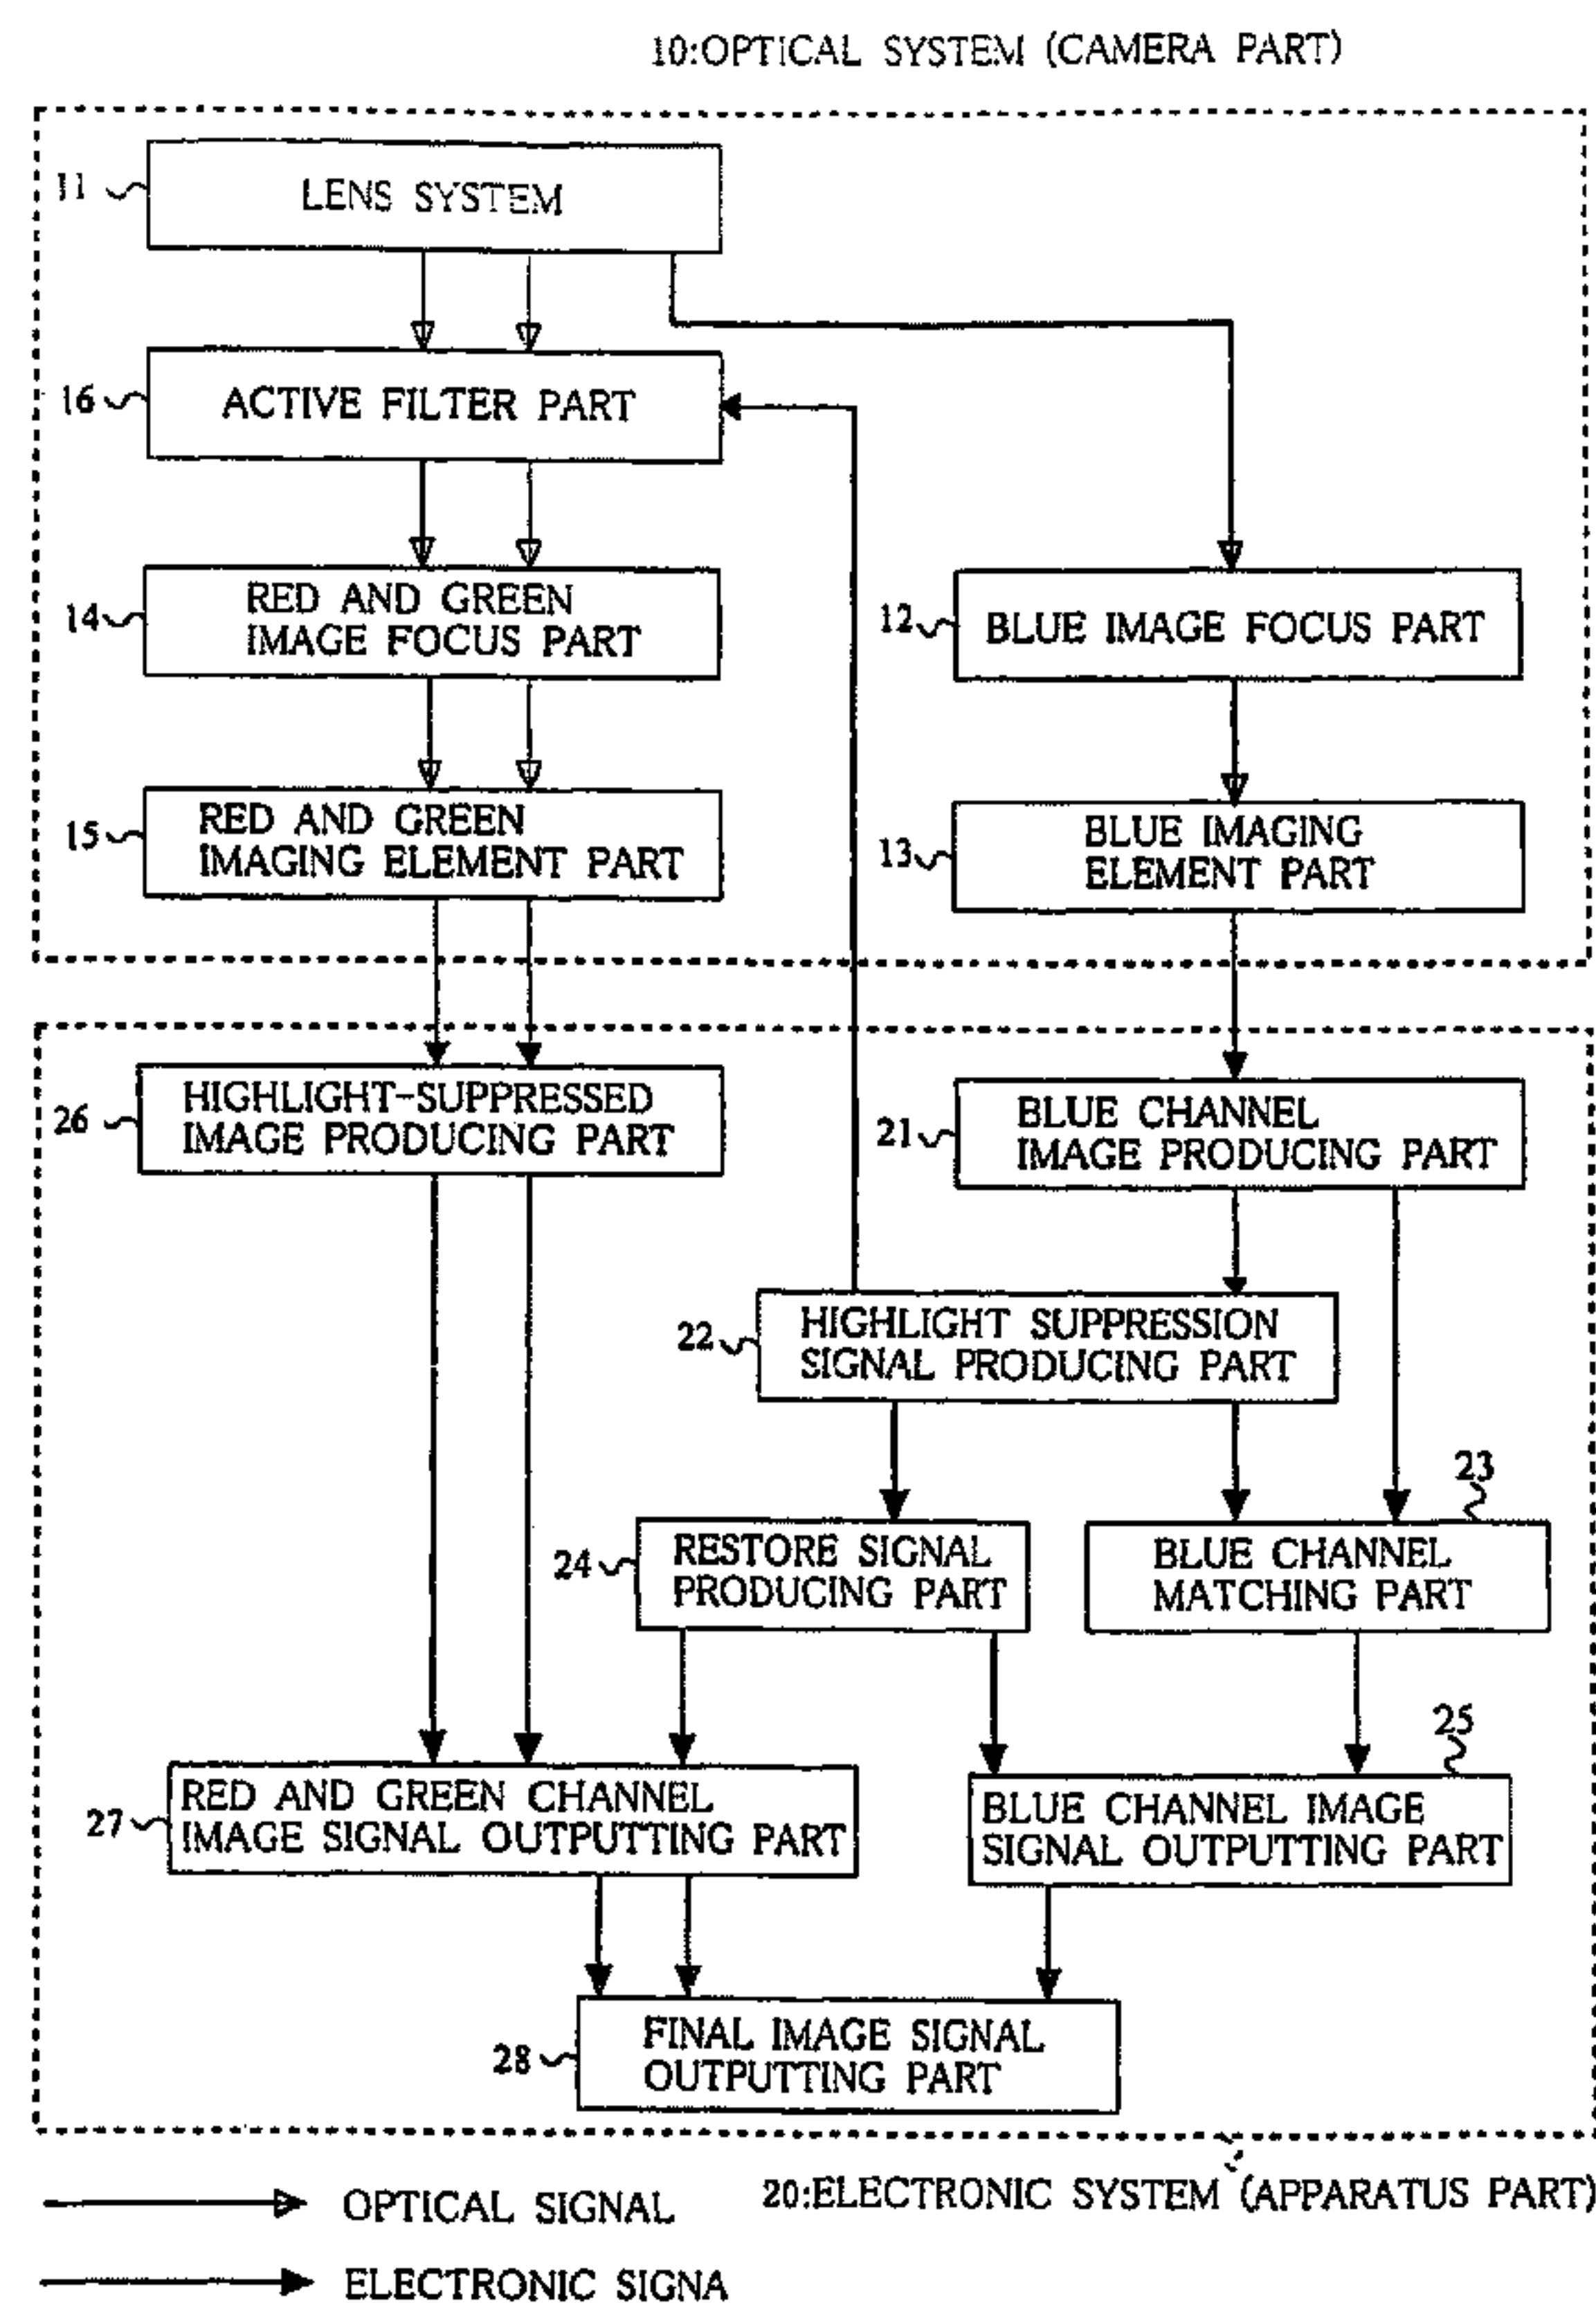 10:OPTICAL SYSTEM (CAMERA PART)
11
LENS SYSTEM
16
ACTIVE FILTER PART
14
RED AND GREEN
IMAGE FOCUS PART
12
BLUE IMAGE FOCUS PART
15
RED AND GREEN
IMAGING ELEMENT PART
13
BLUE IMAGING
ELEMENT PART
26
HIGHLIGHT-SUPPRESSED
IMAGE PRODUCING PART
21
BLUE CHANNEL
IMAGE PRODUCING PART
22
HIGHLIGHT SUPPRESSION
SIGNAL PRODUCING PART
23
24
RESTORE SIGNAL
PRODUCING PART
BLUE CHANNEL
MATCHING PART
25
27
RED AND GREEN CHANNEL
IMAGE SIGNAL OUTPUTTING PART
BLUE CHANNEL IMAGE
SIGNAL OUTPUTTING PART
28
FINAL IMAGE SIGNAL
OUTPUTTING PART
20:ELECTRONIC SYSTEM (APPARATUS PART)
OPTICAL SIGNAL
ELECTRONIC SIGNA